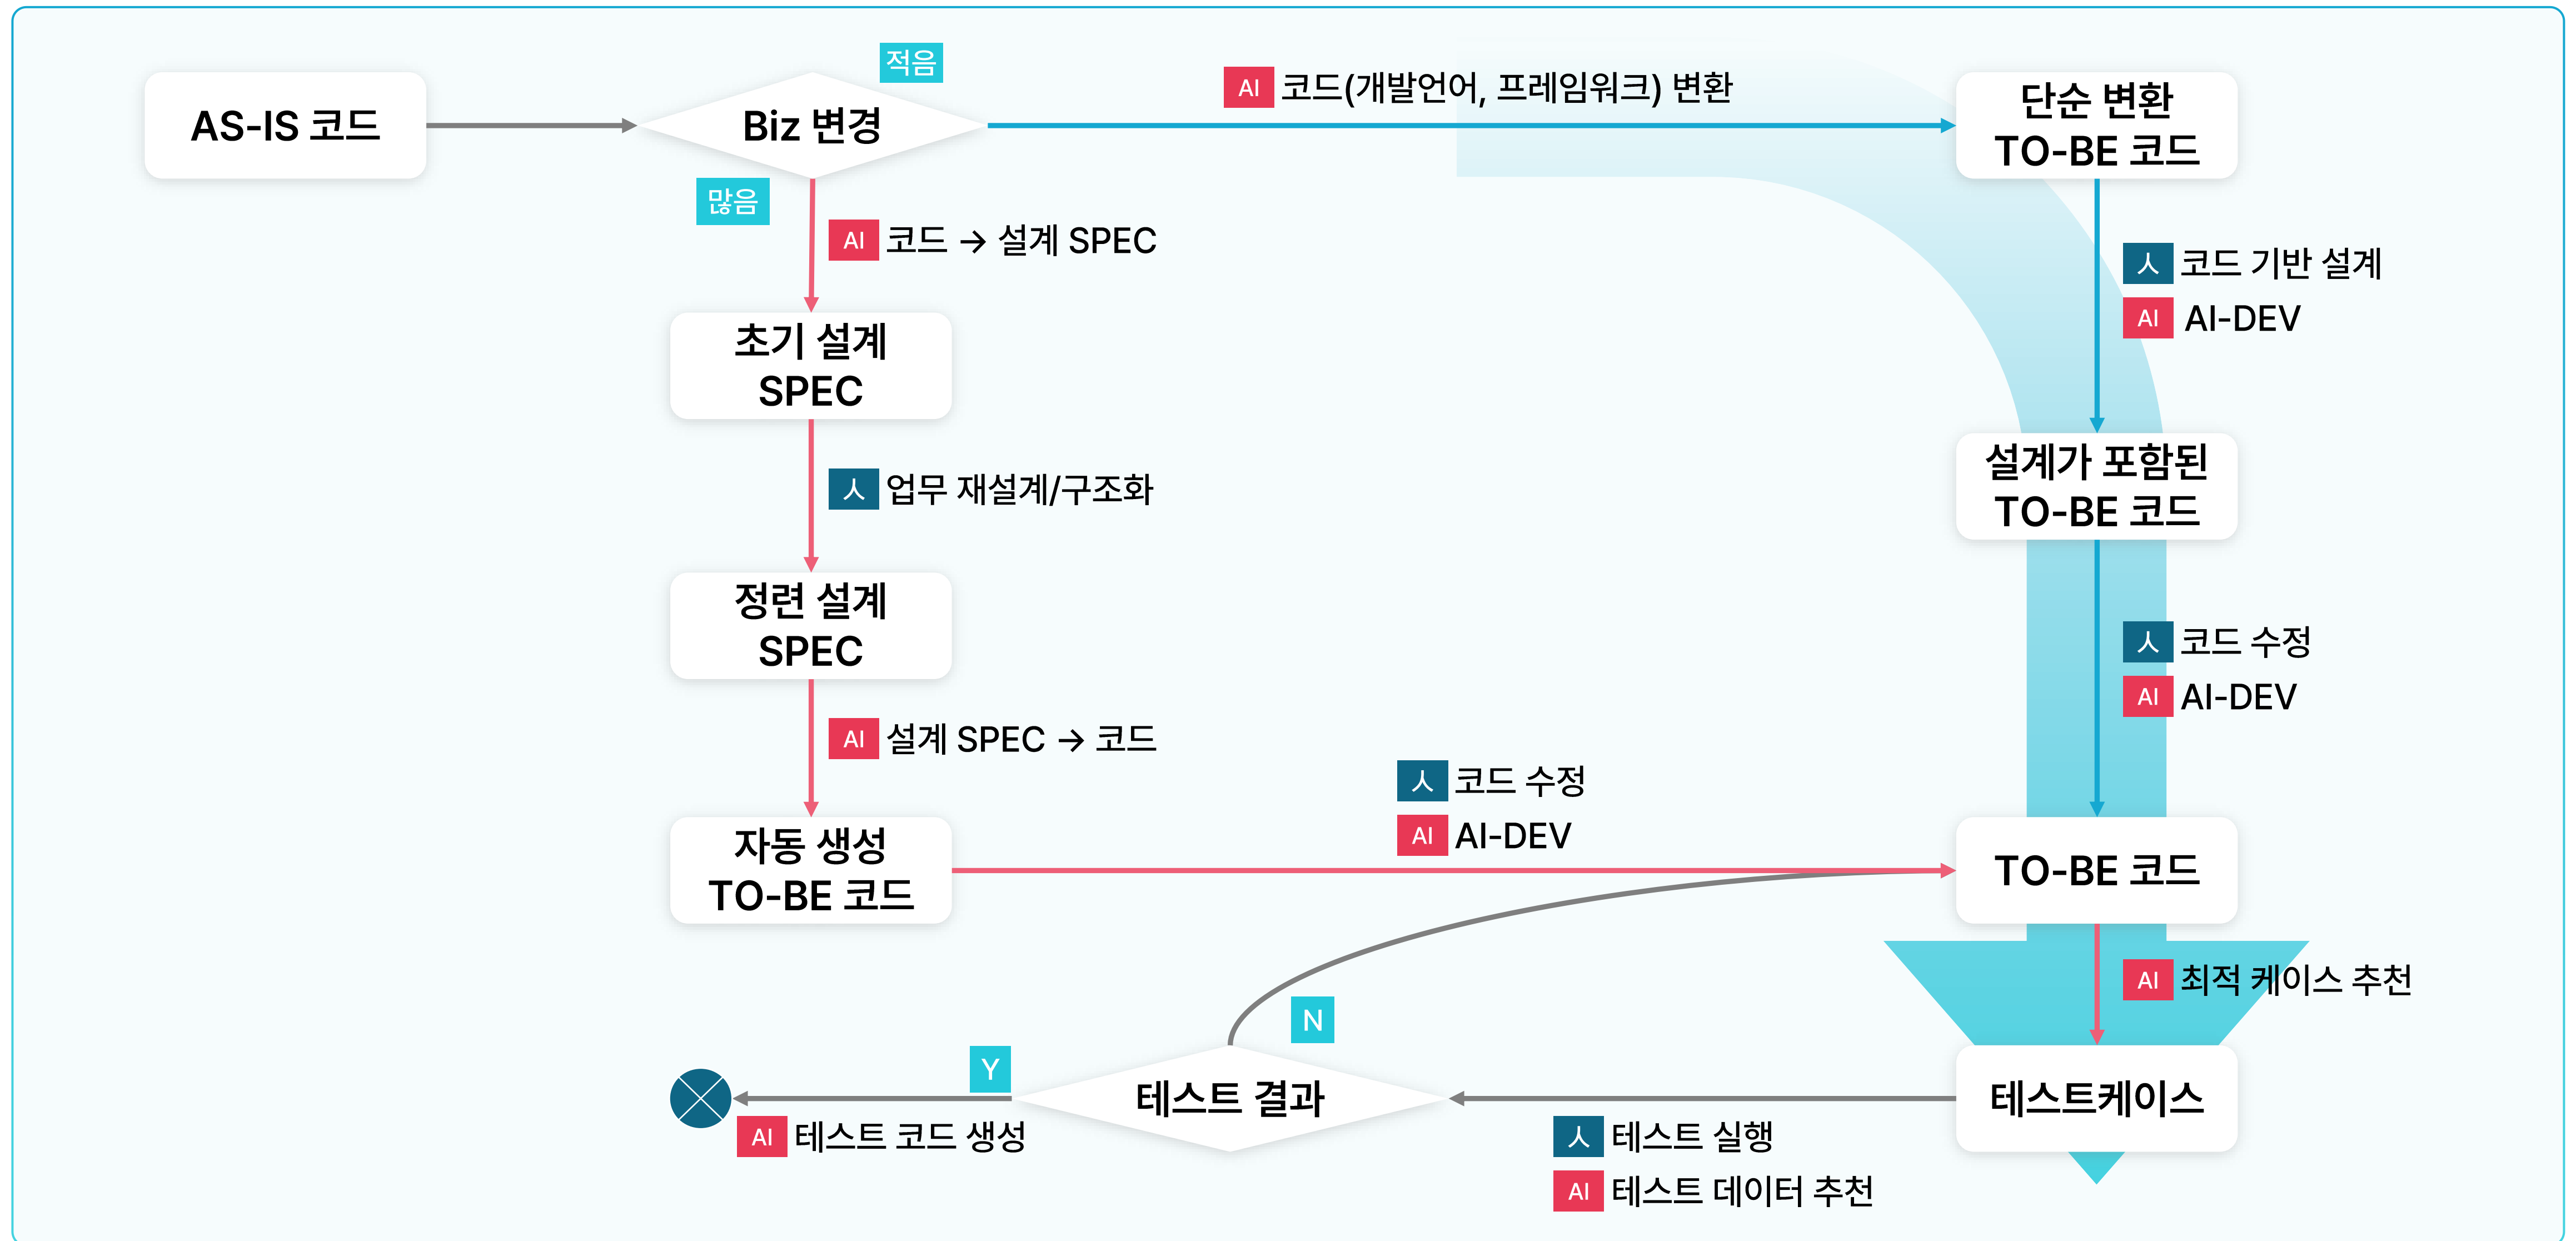 적음
AS-IS 코드
Biz 변경
AI 코드(개발언어, 프레임워크) 변환
단순 변환
TO-BE 코드
많음
AI 코드 → 설계 SPEC
人 코드 기반 설계
AI AI-DEV
초기 설계
SPEC
설계가 포함된
TO-BE 코드
人 업무 재설계/구조화
정련 설계
SPEC
人 코드 수정
AI AI-DEV
AI 설계 SPEC → 코드
人 코드 수정
AI AI-DEV
자동 생성
TO-BE 코드
TO-BE 코드
AI 최적 케이스 추천
N
Y
테스트 결과
테스트케이스
AI 테스트 코드 생성
人 테스트 실행
AI 테스트 데이터 추천